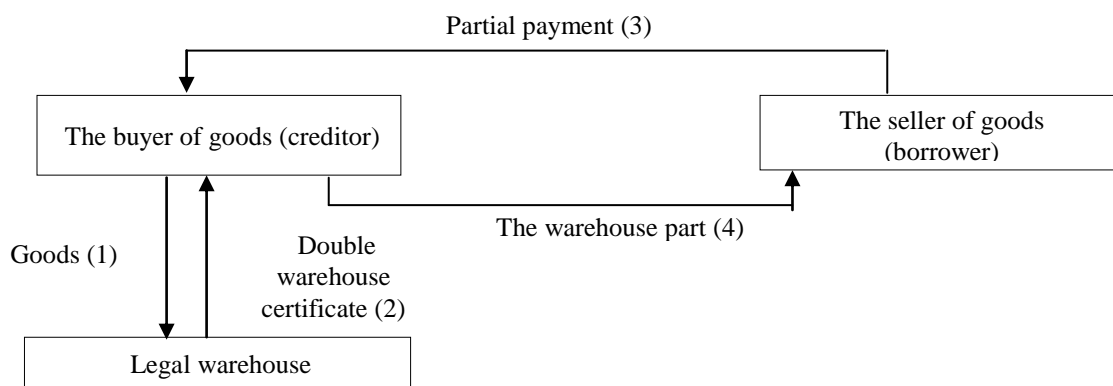 Partial payment (3)
The buyer of goods (creditor)
The seller of goods
(borrower)
The warehouse part (4)
Goods (1)
Double
warehouse
certificate (2)
Legal warehouse